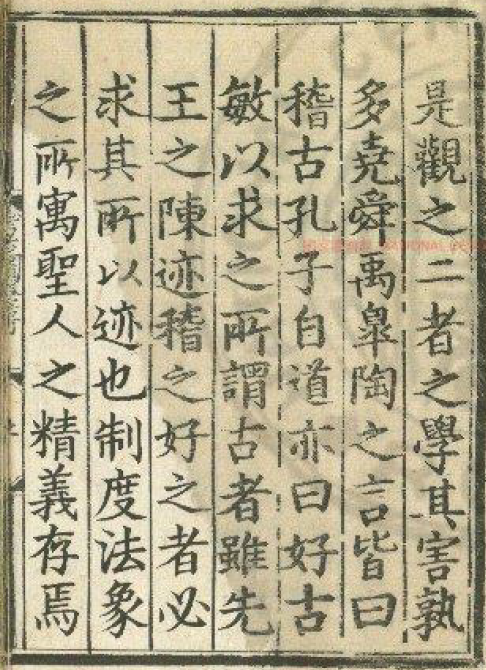 是觀之二者之學其害孰
多堯舜禹皐陶之言皆曰
稽古孔子自道亦曰好古
敏以求之所謂古者雖先
王之陳迹稽之好之者必
求其所以迹也制度法象
之所寓聖人之精義存焉